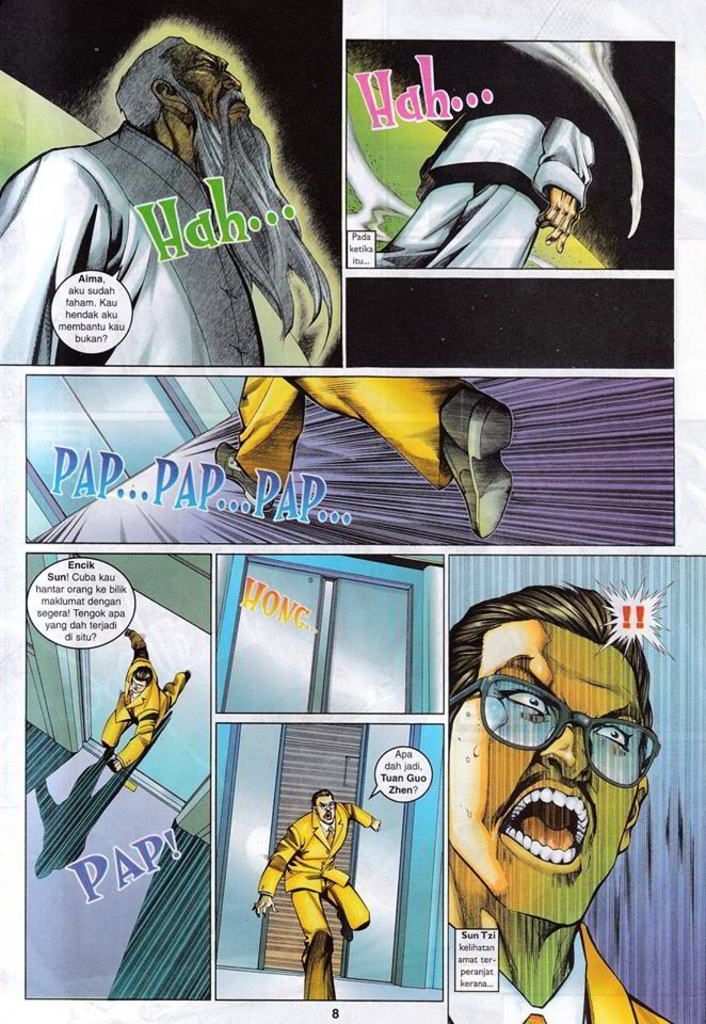 Hah...
Aima,
aku sudah
faham. Kau
hendak aku
membantu kau
bukan?
Hah...
Pada
ketika
itu...
PAP...PAP...PAP...
Encik
Sun! Cuba kau
hantar orang ke bilik
maklumat dengan
segera! Tengok apa
yang dah terjadi
di situ?
PAP!
HONG...
Apa
dah jadi,
Tuan Guo
Zhen?
!!
Sun Tzi
kelihatan
amat ter-
peranjat
kerana...
8